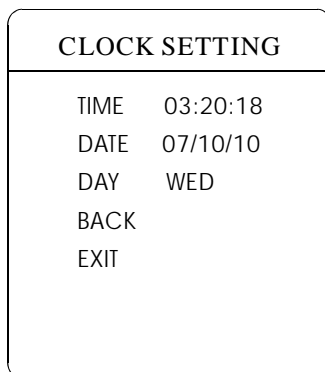 CLOCK SETTING
TIME 03:20:18
DATE 07/10/10
DAY WED
BACK
EXIT